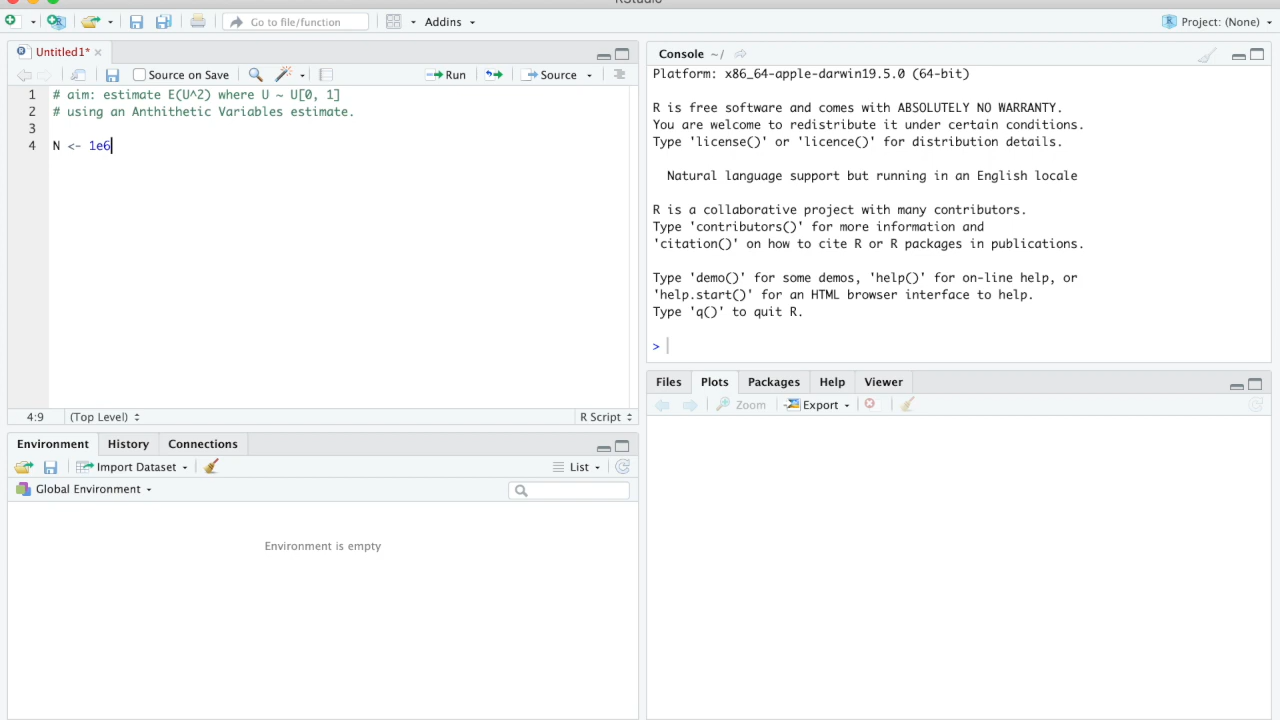 RStudio
Go to file/function
Addins
Project: (None)
Untitled1*
Source on Save
Run
Source
1 # aim: estimate E(U^2) where U ~ U[0, 1]
2 # using an Anthithetic Variables estimate.
3
4 N <- 1e6
4:9 (Top Level) R Script
Environment History Connections
Import Dataset List
Global Environment
Environment is empty
Console ~/
Platform: x86_64-apple-darwin19.5.0 (64-bit)
R is free software and comes with ABSOLUTELY NO WARRANTY.
You are welcome to redistribute it under certain conditions.
Type 'license()' or 'licence()' for distribution details.
Natural language support but running in an English locale
R is a collaborative project with many contributors.
Type 'contributors()' for more information and
'citation()' on how to cite R or R packages in publications.
Type 'demo()' for some demos, 'help()' for on-line help, or
'help.start()' for an HTML browser interface to help.
Type 'q()' to quit R.
>
Files Plots Packages Help Viewer
Zoom Export